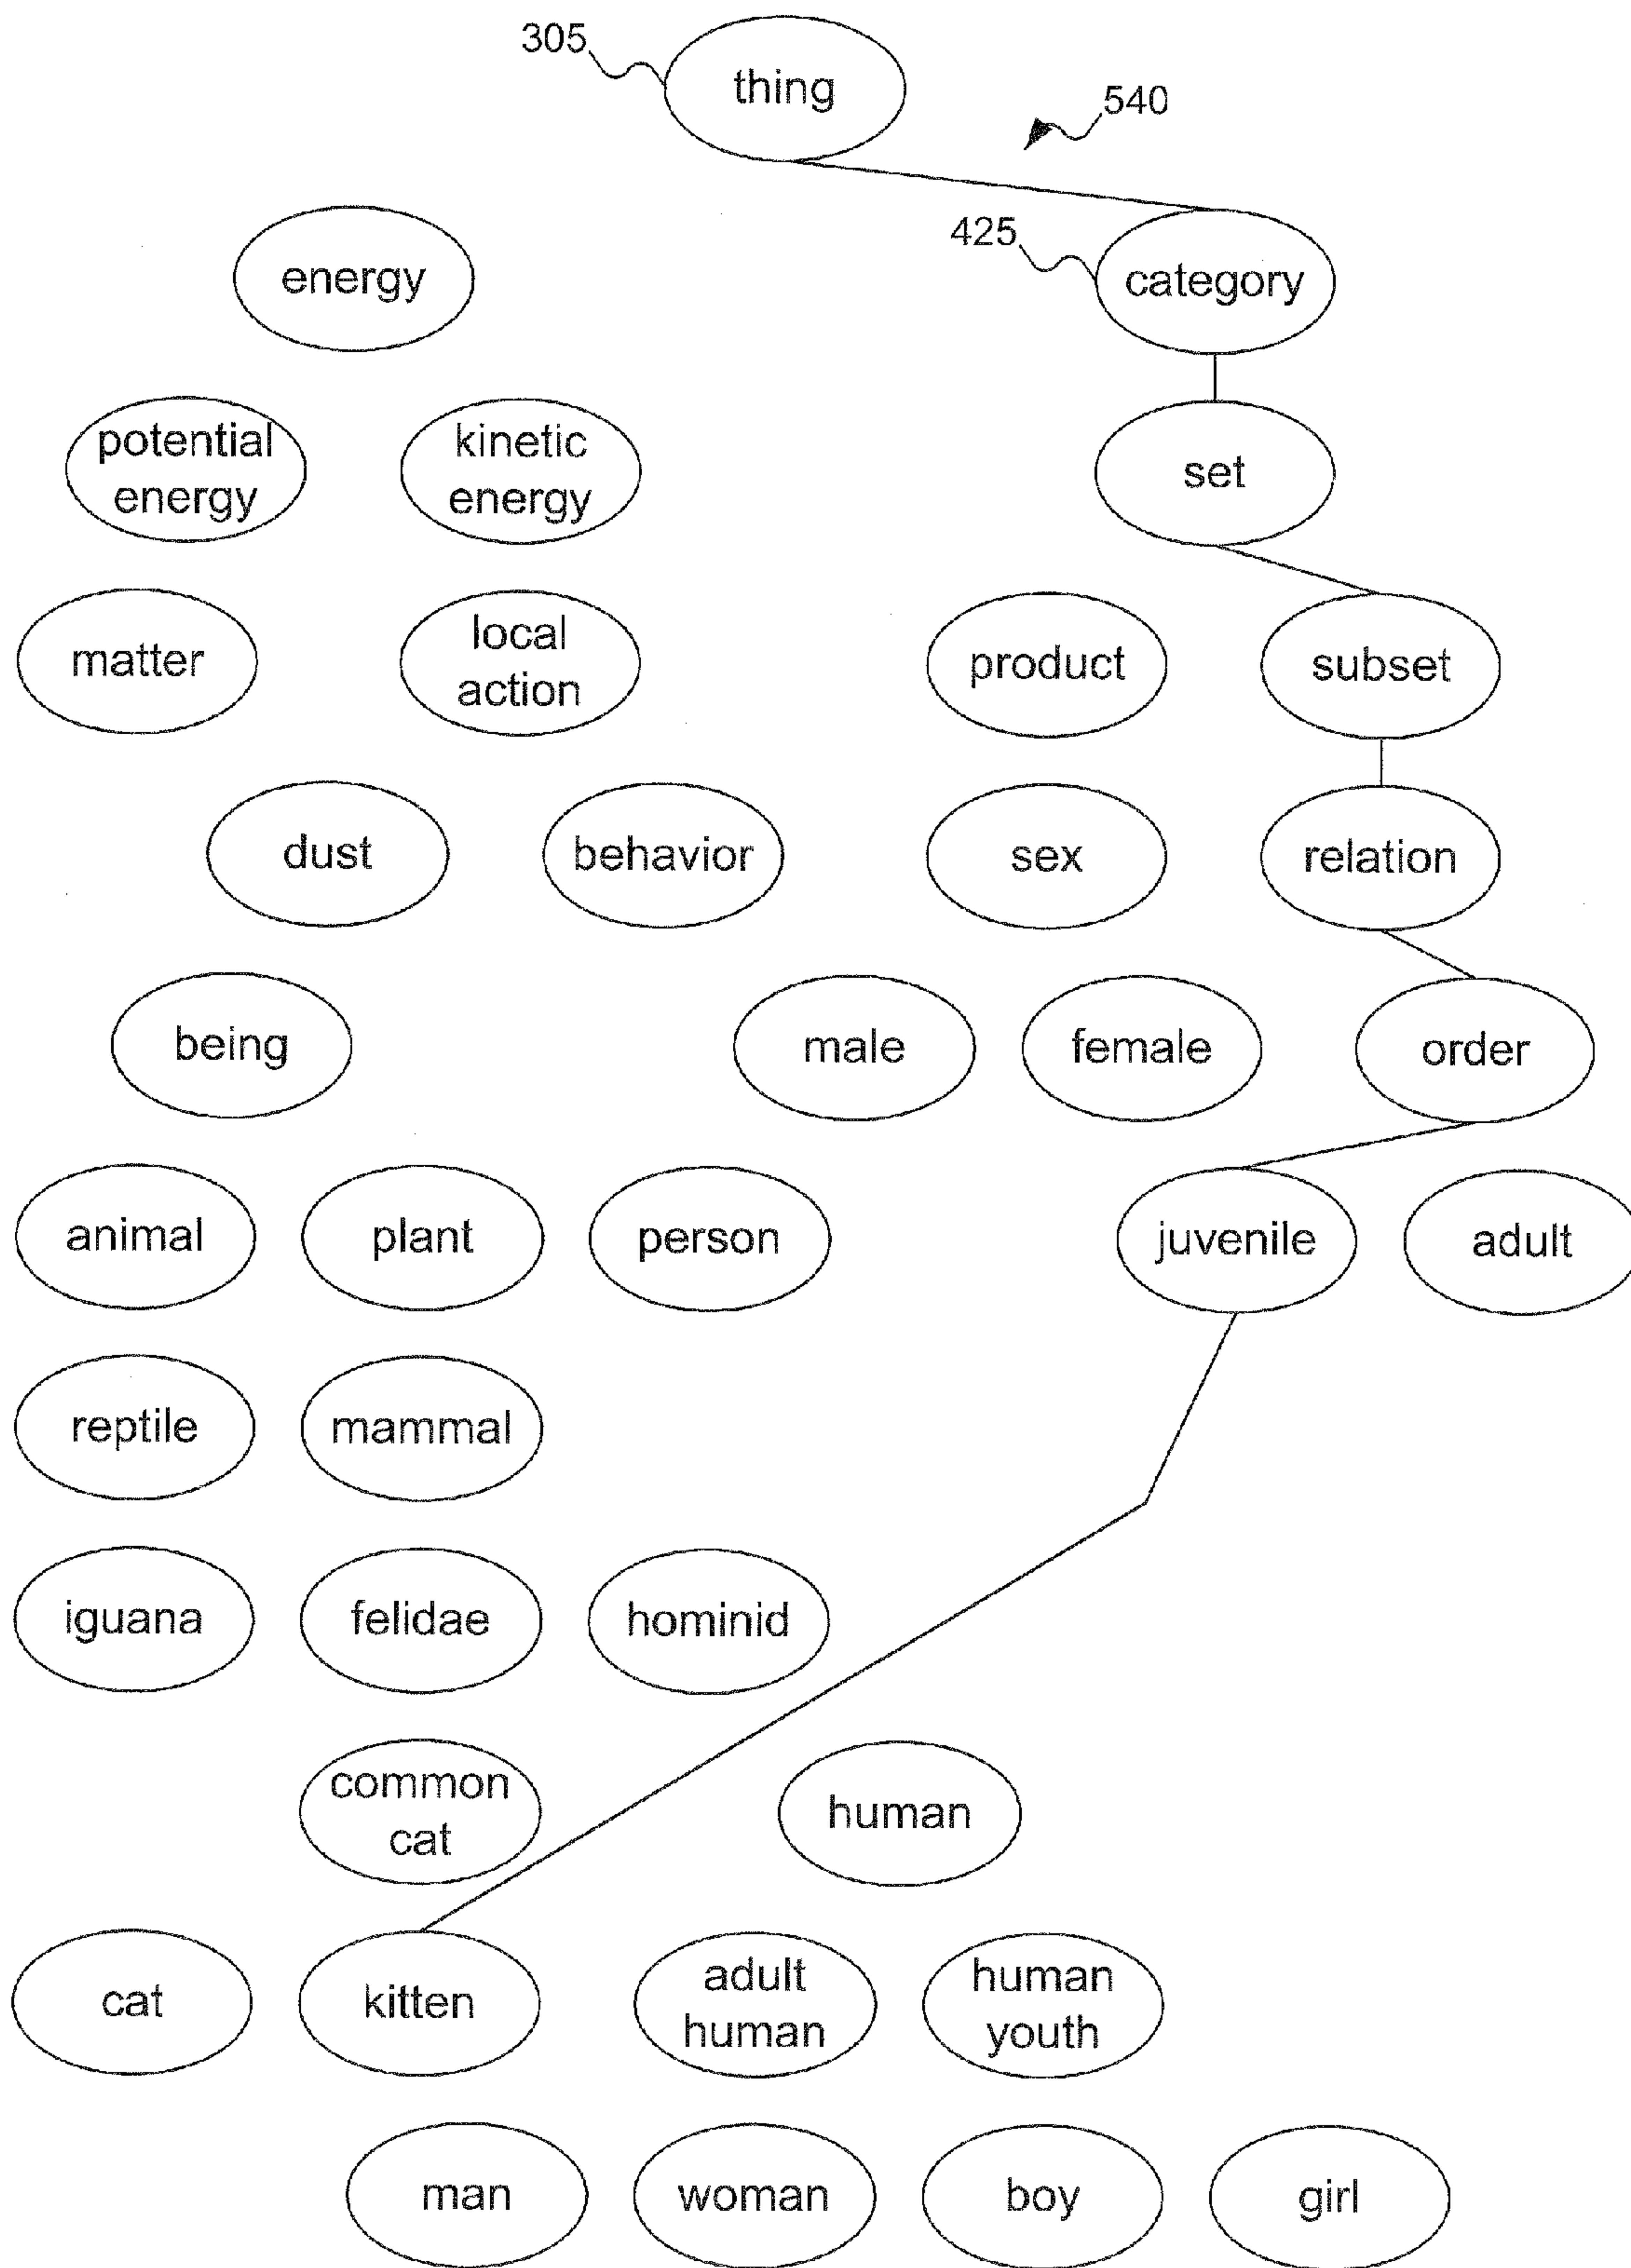 305
thing
540
425
energy
category
potential
energy
kinetic
energy
set
matter
local
action
product
subset
dust
behavior
sex
relation
being
male
female
order
animal
plant
person
juvenile
adult
reptile
mammal
iguana
felidae
hominid
common
cat
human
cat
kitten
adult
human
human
youth
man
woman
boy
girl